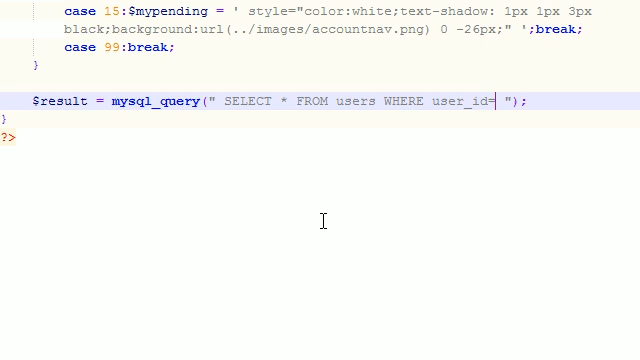 case 15:$mypending = ' style="color:white;text-shadow: 1px 1px 3px
black;background:url(../images/accountnav.png) 0 -26px;" ';break;
case 99:break;
}
$result = mysql_query(" SELECT * FROM users WHERE user_id= ");
}
?>